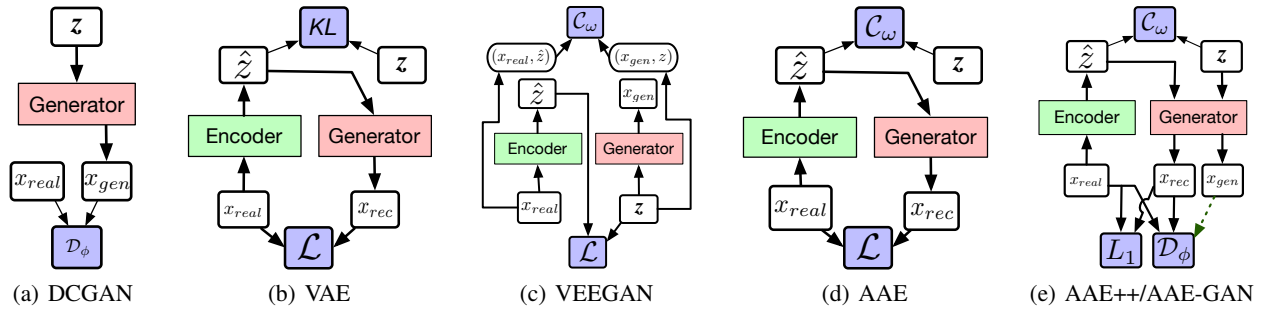 z
Generator
x_real x_gen
D_ϕ
(a) DCGAN
KL
ẑ z
Encoder Generator
x_real x_rec
L
(b) VAE
C_ω
(x_real, ẑ) (x_gen, z)
ẑ x_gen
Encoder Generator
x_real z
L
(c) VEEGAN
C_ω
ẑ z
Encoder Generator
x_real x_rec
L
(d) AAE
C_ω
ẑ z
Encoder Generator
x_real x_rec x_gen
L_1 D_ϕ
(e) AAE++/AAE-GAN